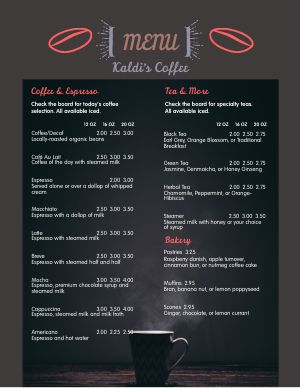 MENU
Kaldi's Coffee
Coffee & Espresso
Check the board for today's coffee
selection. All available iced.
12 OZ 16 OZ 20 OZ
Coffee/Decaf 2.00 2.50 3.00
Locally-roasted organic beans
Café Au Lait 2.50 3.00 3.50
Coffee of the day with steamed milk
Espresso 2.00 3.00
Served alone or over a dollop of whipped
cream
Macchiato 2.50 3.00 3.50
Espresso with a dollop of milk
Latte 2.50 3.00 3.50
Espresso with steamed milk
Breve 2.50 3.00 3.50
Espresso with steamed half and half
Mocha 3.00 3.50 4.00
Espresso, premium chocolate syrup and
steamed milk
Cappuccino 3.00 3.50 4.00
Espresso, steamed milk and milk froth
Americano 2.00 2.25 2.50
Espresso and hot water
Tea & More
Check the board for specialty teas.
All available iced.
12 OZ 16 OZ 20 OZ
Black Tea 2.00 2.50 2.75
Earl Grey, Orange Blossom, or Traditional
Breakfast
Green Tea 2.00 2.50 2.75
Jasmine, Genmaicha, or Honey Ginseng
Herbal Tea 2.00 2.50 2.75
Chamomile, Peppermint, or Orange-
Hibiscus
Steamer 2.50 3.00 3.50
Steamed milk with honey or your choice
of syrup
Bakery
Pastries 3.25
Raspberry danish, apple turnover,
cinnamon bun, or nutmeg coffee cake
Muffins 2.95
Bran, banana nut, or lemon poppyseed
Scones 2.95
Ginger, chocolate, or lemon currant